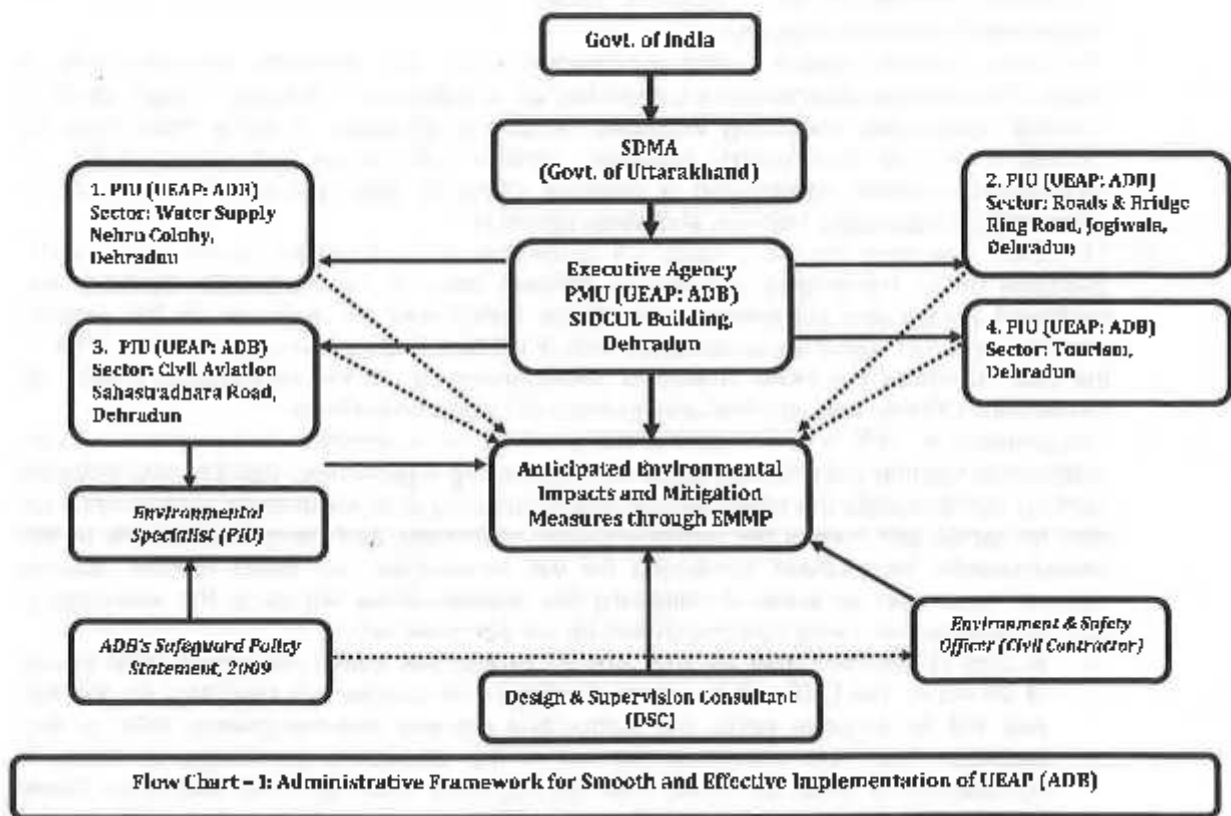 Govt. of India
SDMA
(Govt. of Uttarakhand)
1. PIU (UEAP: ADB)
Sector: Water Supply
Nehru Colony,
Dehradun
2. PIU (UEAP: ADB)
Sector: Roads & Bridge
Ring Road, Jogiwala,
Dehradun
Executive Agency
PMU (UEAP: ADB)
SIDCUL Building,
Dehradun
3. PIU (UEAP: ADB)
Sector: Civil Aviation
Sahastradhara Road,
Dehradun
4. PIU (UEAP: ADB)
Sector: Tourism,
Dehradun
Anticipated Environmental
Impacts and Mitigation
Measures through EMMP
Environmental
Specialist (PIU)
ADB's Safeguard Policy
Statement, 2009
Environment & Safety
Officer (Civil Contractor)
Design & Supervision Consultant
(DSC)
Flow Chart – 1: Administrative Framework for Smooth and Effective Implementation of UEAP (ADB)